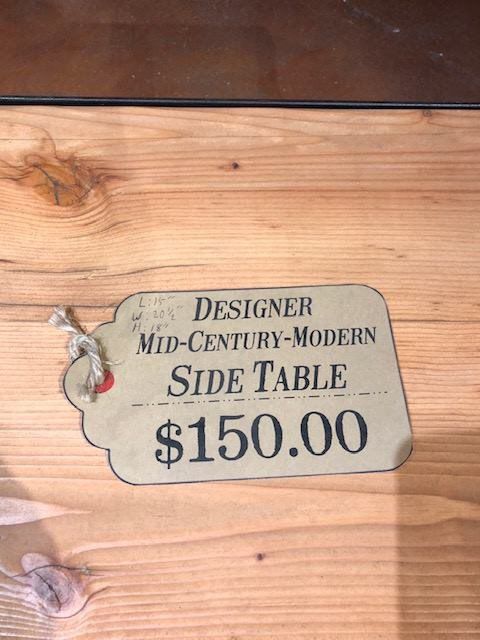 L: 15"
W: 20½"
H: 18"
DESIGNER
MID-CENTURY-MODERN
SIDE TABLE
$150.00